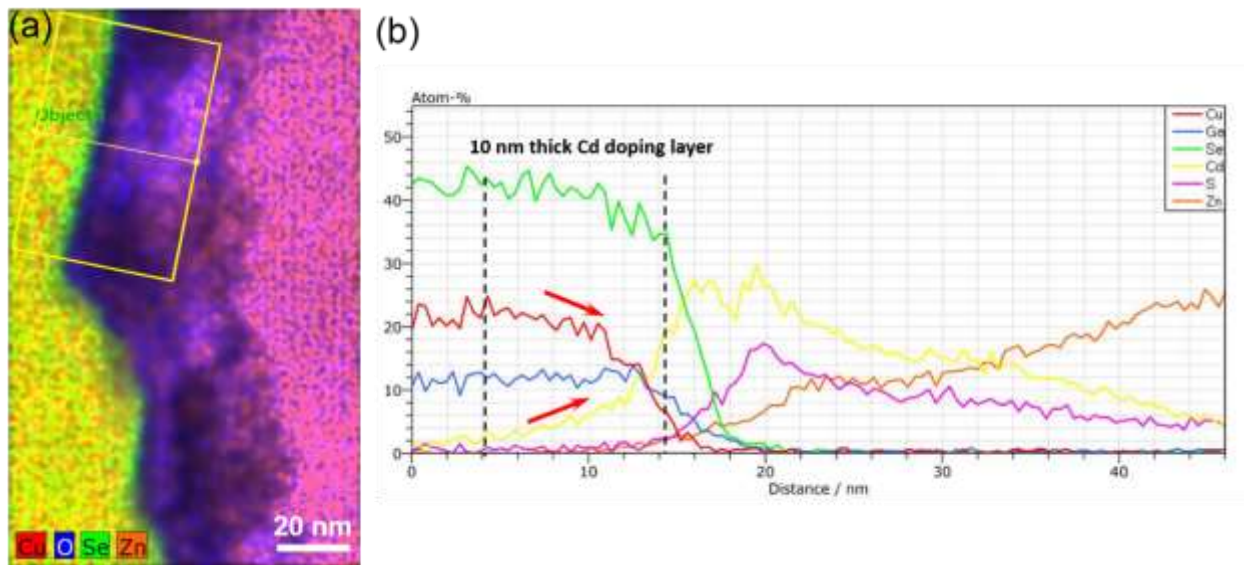 (a)
Object
Cu O Se Zn
20 nm
(b)
Atom-%
10 nm thick Cd doping layer
Cu
Ga
Se
Cd
S
Zn
50
40
30
20
10
0
0 10 20 30 40
Distance / nm